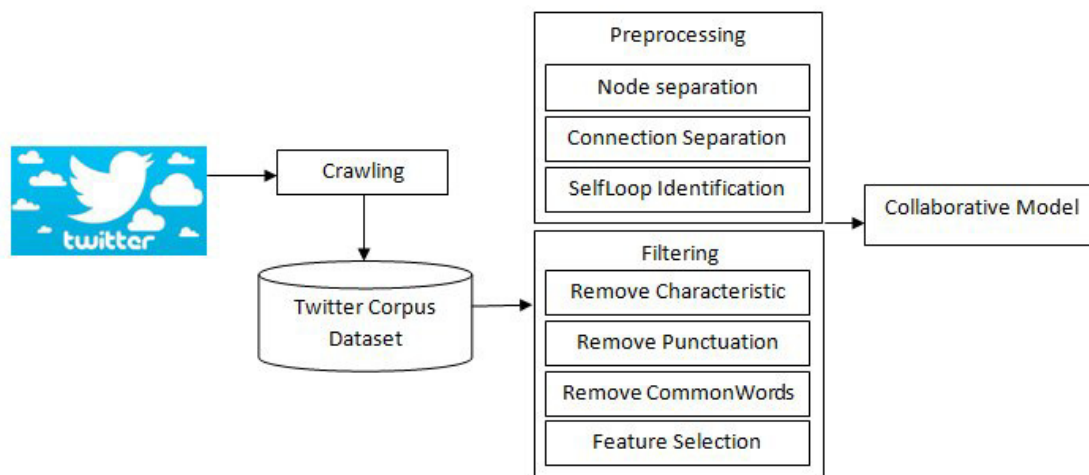 twitter
Crawling
Twitter Corpus
Dataset
Preprocessing
Node separation
Connection Separation
SelfLoop Identification
Filtering
Remove Characteristic
Remove Punctuation
Remove CommonWords
Feature Selection
Collaborative Model